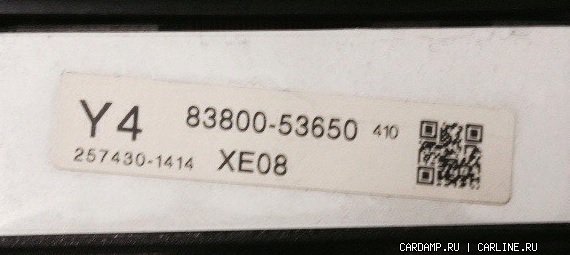 Y4 83800-53650 410
257430-1414 XE08
CARDAMP.RU | CARLINE.RU